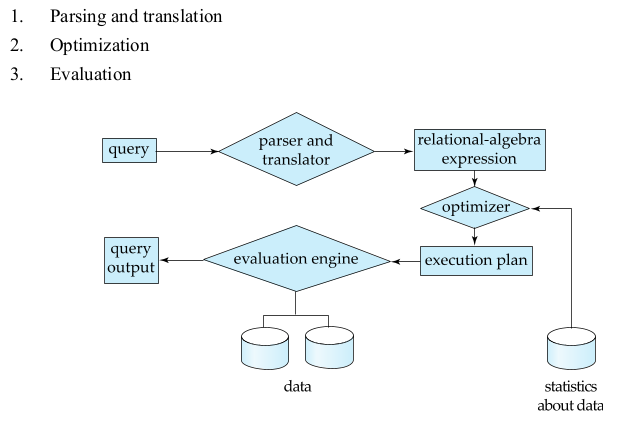 1. Parsing and translation
2. Optimization
3. Evaluation
query
parser and
translator
relational-algebra
expression
optimizer
query
output
evaluation engine
execution plan
data
statistics
about data